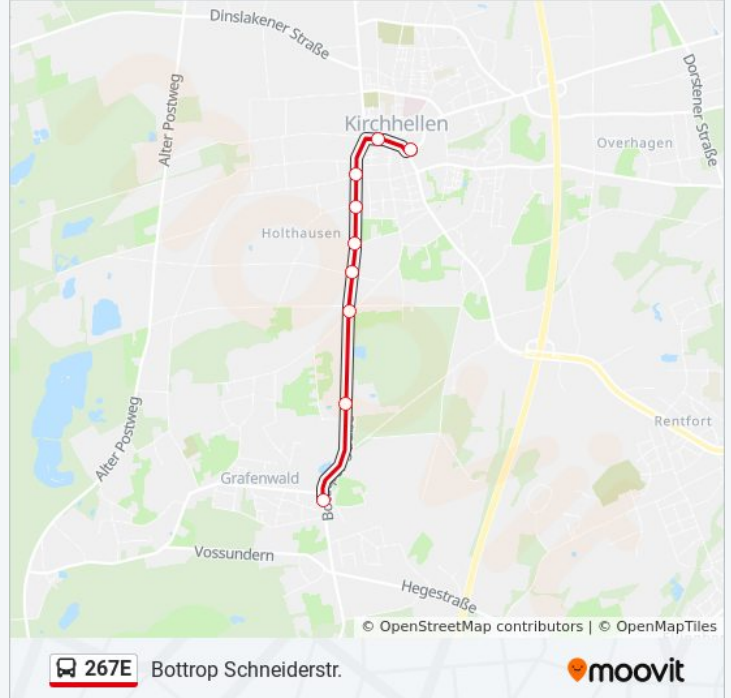 Dinslakener Straße
Alter Postweg
Dorstener Straße
Kirchhellen
Overhagen
Holthausen
Alter Postweg
Rentfort
Grafenwald
Vossundern
Hegestraße
© OpenStreetMap contributors | © OpenMapTiles
267E Bottrop Schneiderstr. moovit